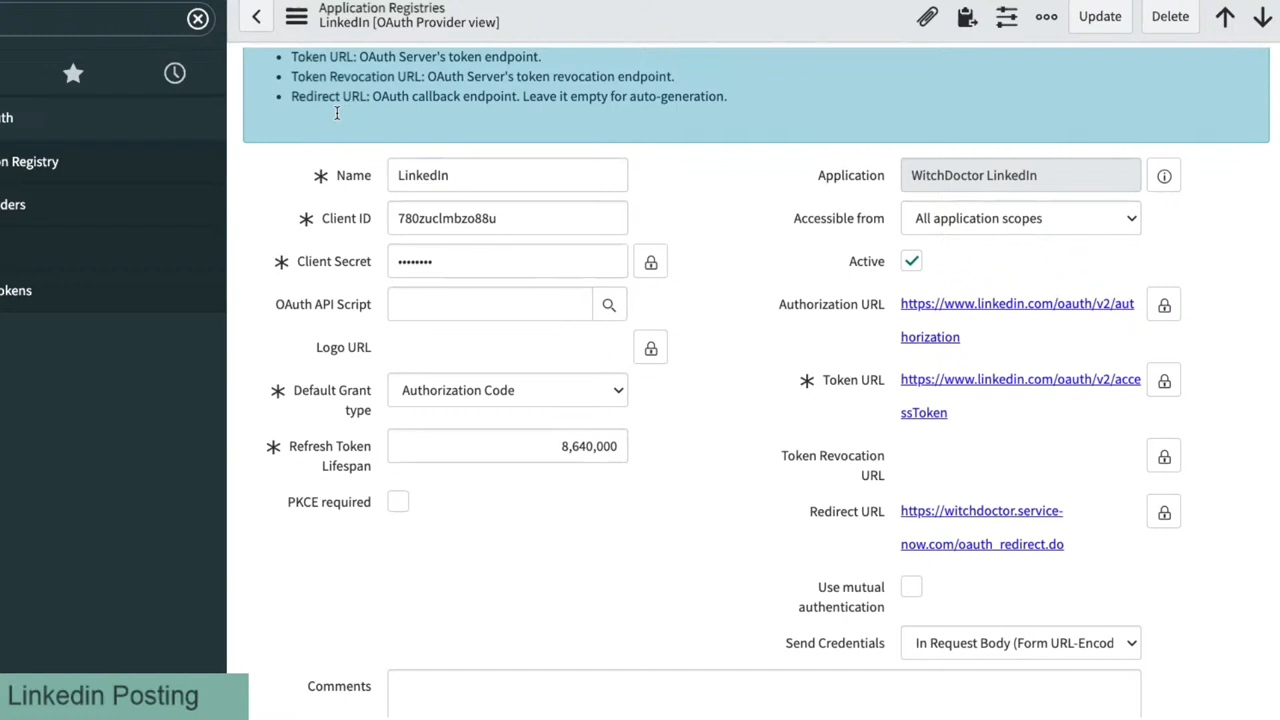 Application Registries
LinkedIn [OAuth Provider view]
Update
Delete
Token URL: OAuth Server's token endpoint.
Token Revocation URL: OAuth Server's token revocation endpoint.
Redirect URL: OAuth callback endpoint. Leave it empty for auto-generation.
th
n Registry
ders
okens
Name
LinkedIn
Client ID
780zuclmbzo88u
Client Secret
••••••••
OAuth API Script
Logo URL
Default Grant
type
Authorization Code
Refresh Token
Lifespan
8,640,000
PKCE required
Application
WitchDoctor LinkedIn
Accessible from
All application scopes
Active
Authorization URL
https://www.linkedin.com/oauth/v2/aut
horization
Token URL
https://www.linkedin.com/oauth/v2/acce
ssToken
Token Revocation
URL
Redirect URL
https://witchdoctor.service-
now.com/oauth_redirect.do
Use mutual
authentication
Send Credentials
In Request Body (Form URL-Encod
Comments
Linkedin Posting